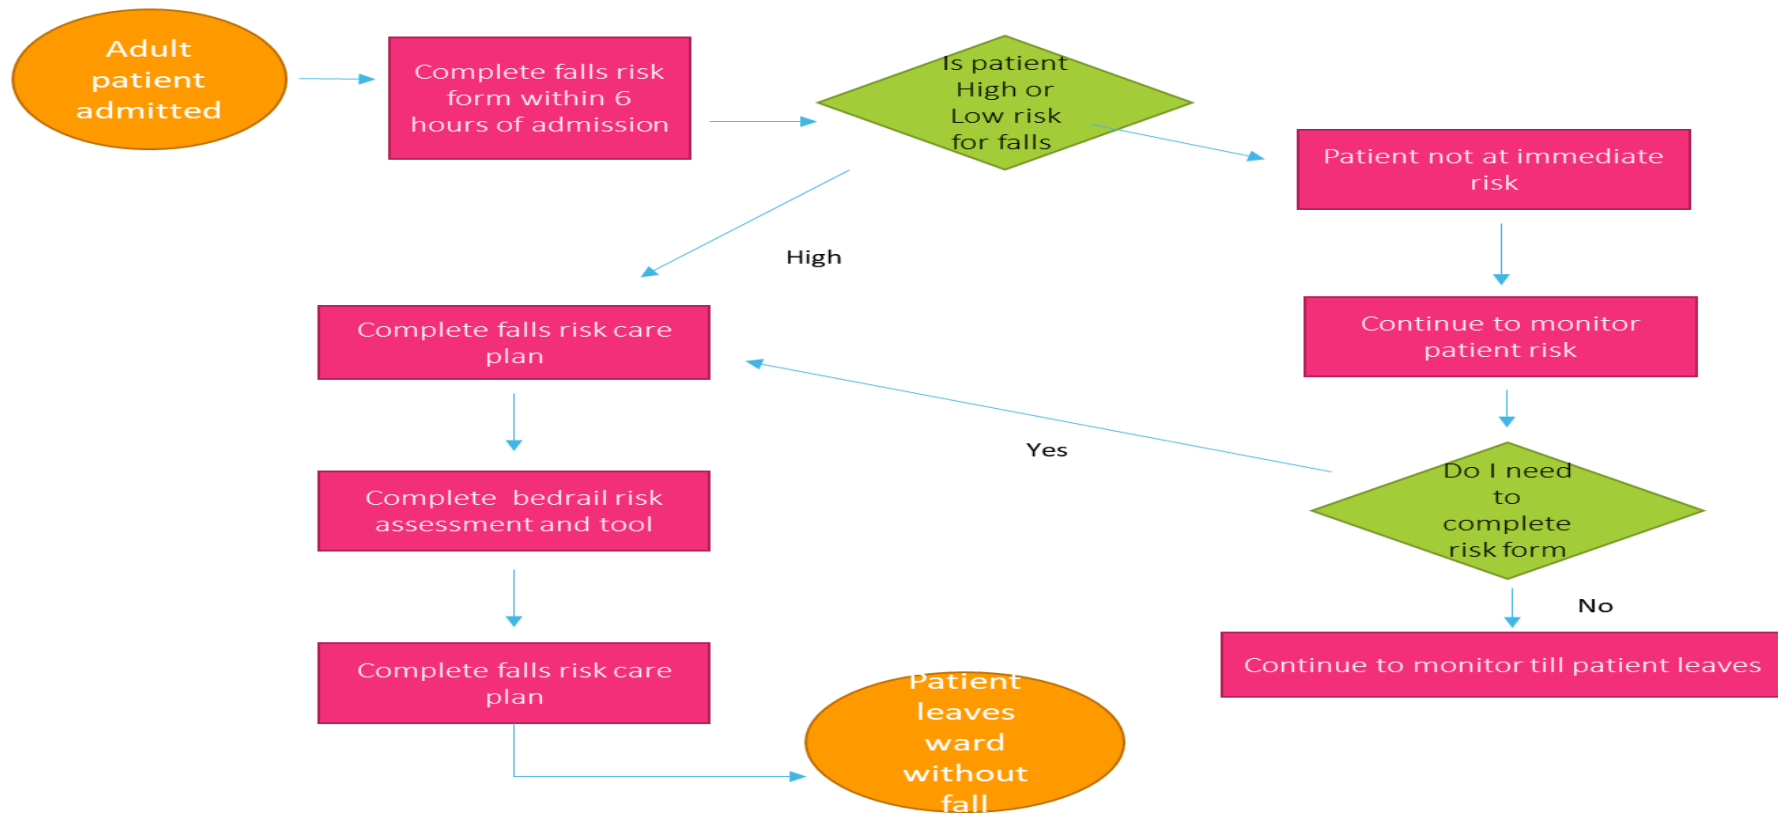 Adult
patient
admitted
Complete falls risk
form within 6
hours of admission
Is patient
High or
Low risk
for falls
Patient not at immediate
risk
High
Complete falls risk care
plan
Continue to monitor
patient risk
Yes
Do I need
to
complete
risk form
Complete bedrail risk
assessment and tool
No
Continue to monitor till patient leaves
Complete falls risk care
plan
Patient
leaves
ward
without
fall